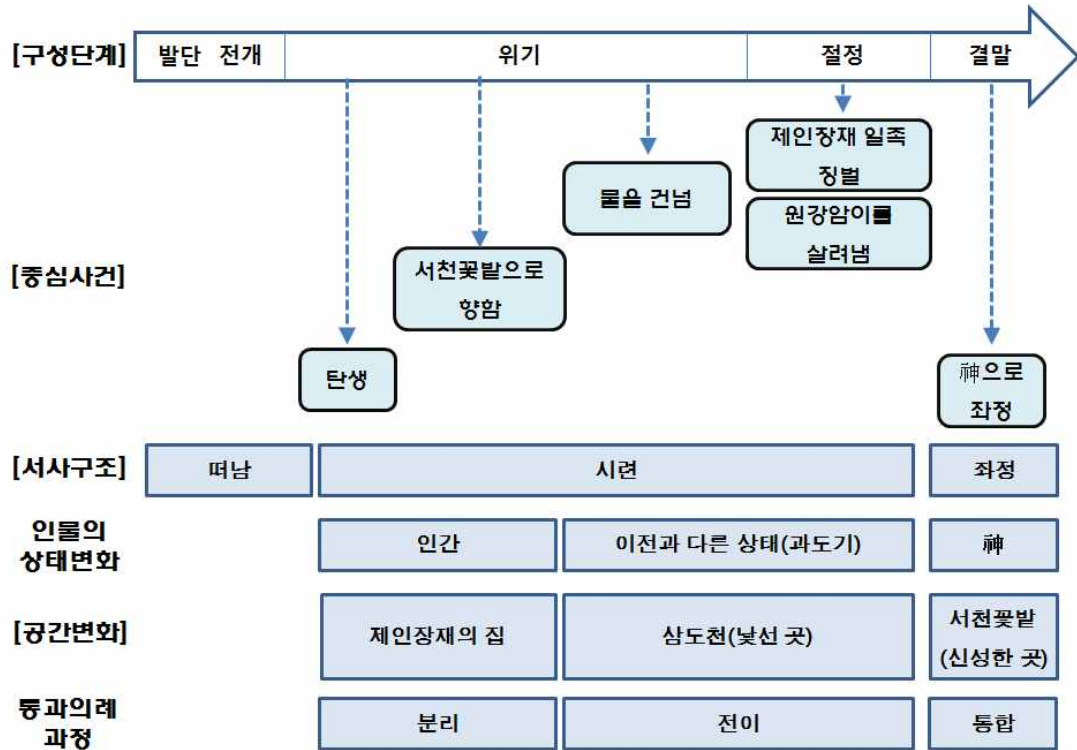 [구성단계] 발단 전개 위기 절정 결말
제인장재 일족
징벌
물을 건넘
원강암이를
살려냄
서천꽃밭으로
향함
[중심사건]
탄생
神으로
좌정
[서사구조] 떠남 시련 좌정
인물의
상태변화
인간 이전과 다른 상태(과도기) 神
[공간변화] 제인장재의 집 삼도천(낯선 곳)
서천꽃밭
(신성한 곳)
통과의례
과정
분리 전이 통합